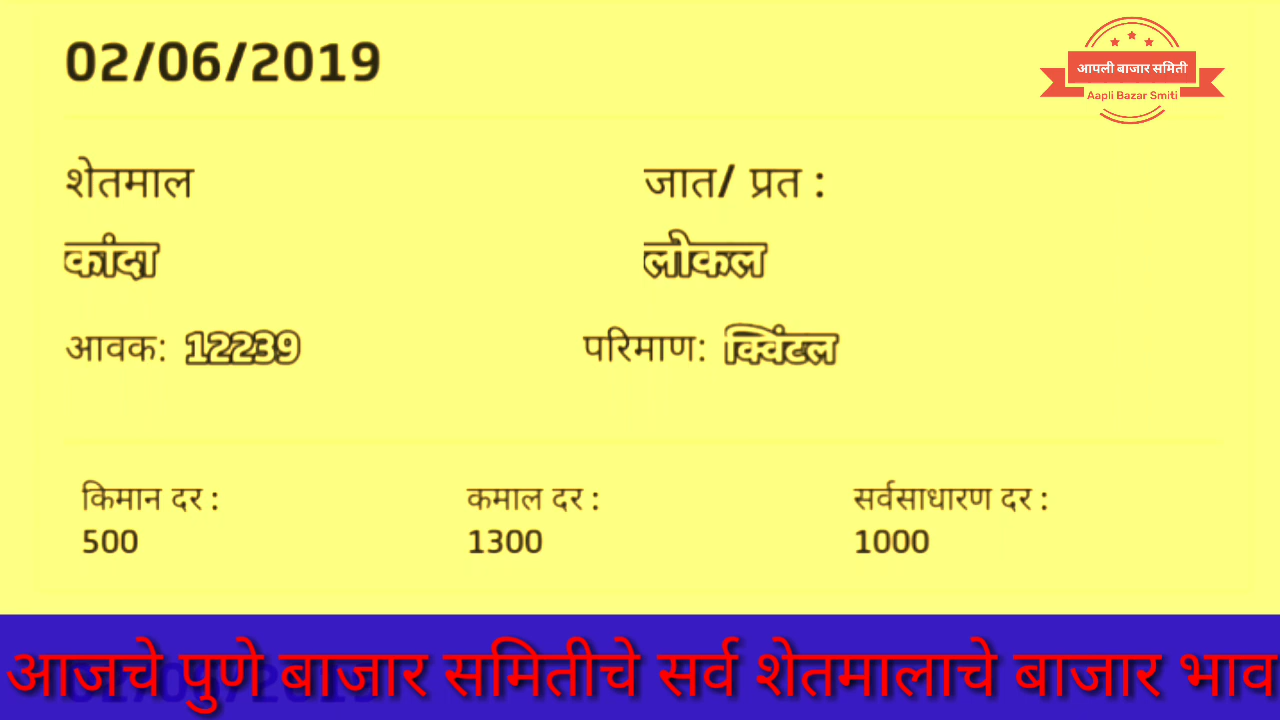 02/06/2019
आपली बाजार समिती
Aapli Bazar Smiti
शेतमाल
जात/ प्रत :
कांदा
लोकल
आवक: 12239
परिमाण: क्विंटल
किमान दर :
कमाल दर :
सर्वसाधारण दर :
500
1300
1000
आजचे पुणे बाजार समितीचे सर्व शेतमालाचे बाजार भाव